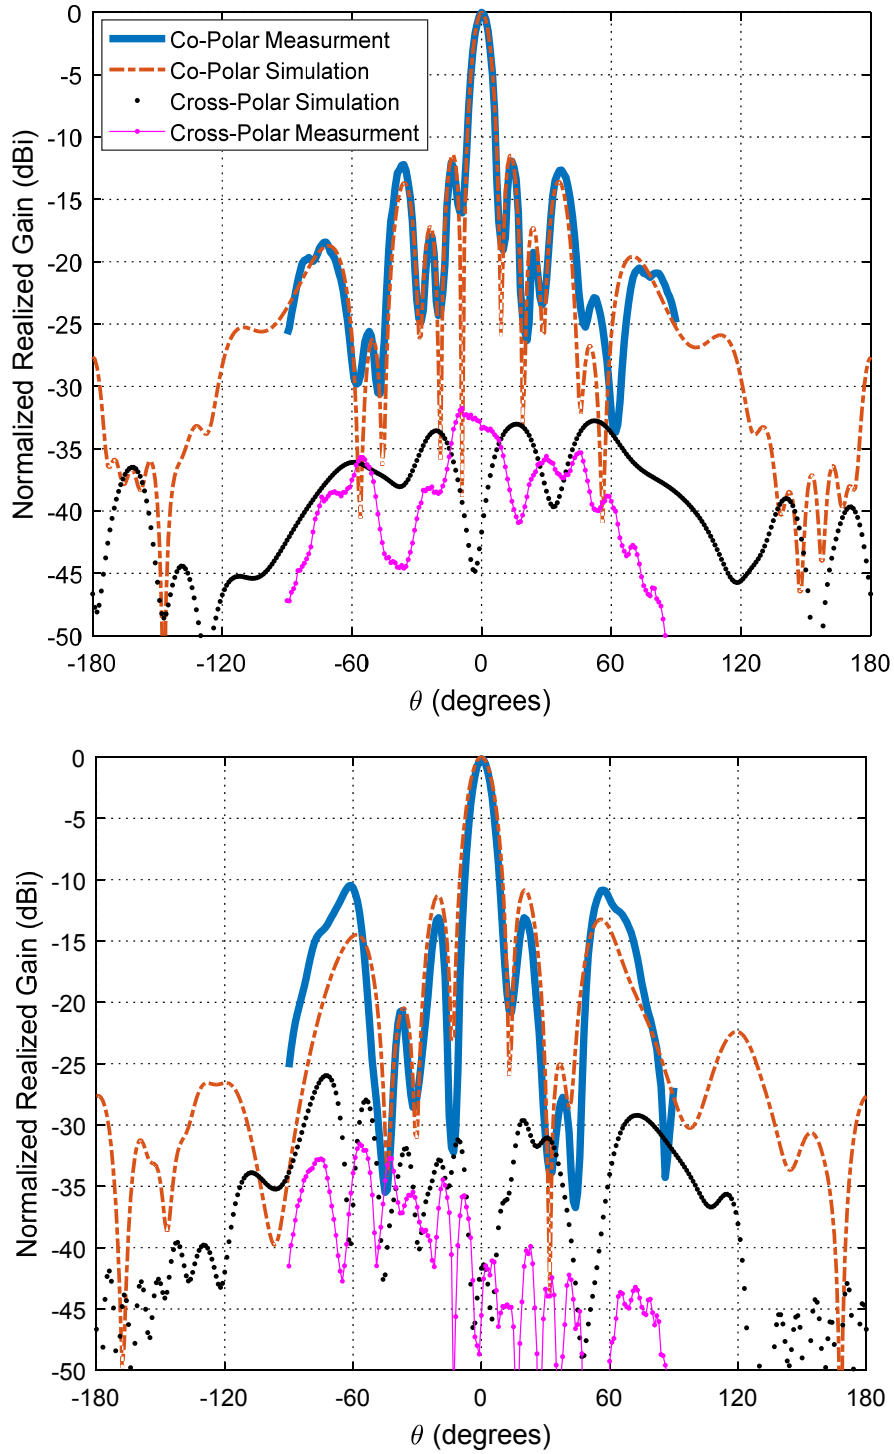 Normalized Realized Gain (dBi)
0
-5
-10
-15
-20
-25
-30
-35
-40
-45
-50
Co-Polar Measurment
Co-Polar Simulation
Cross-Polar Simulation
Cross-Polar Measurment
-180 -120 -60 0 60 120 180
θ (degrees)
Normalized Realized Gain (dBi)
0
-5
-10
-15
-20
-25
-30
-35
-40
-45
-50
-180 -120 -60 0 60 120 180
θ (degrees)